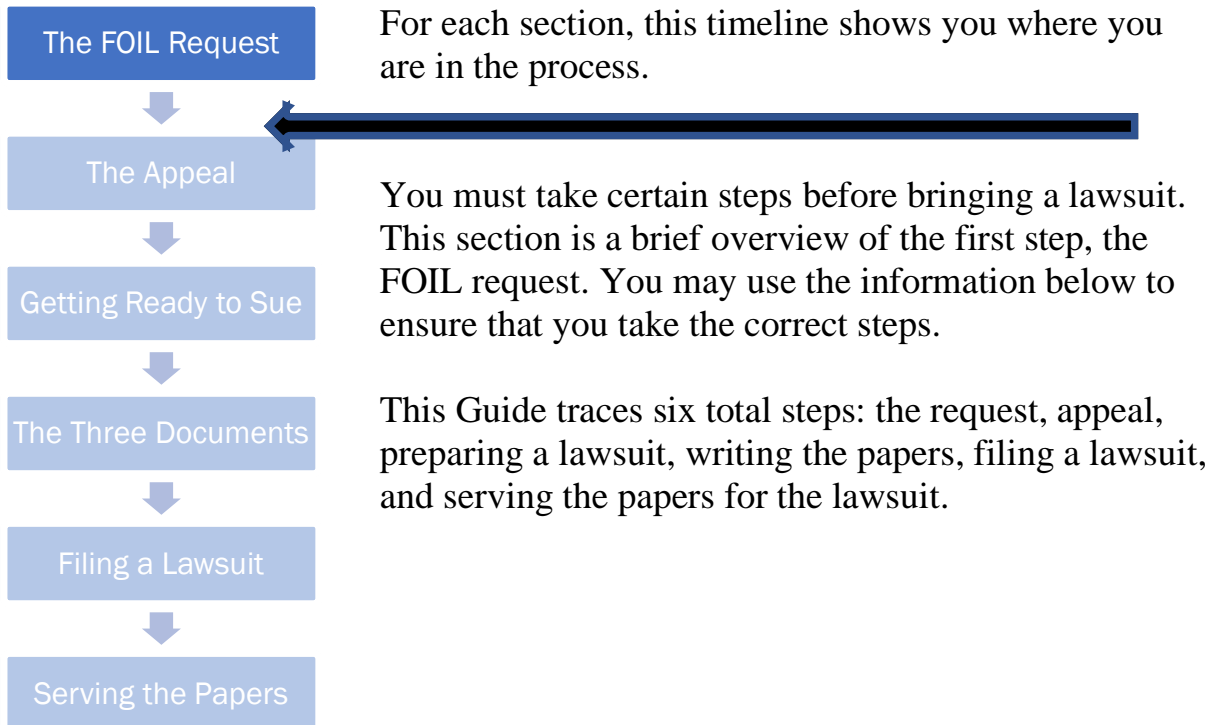 The FOIL Request
The Appeal
Getting Ready to Sue
The Three Documents
Filing a Lawsuit
Serving the Papers
For each section, this timeline shows you where you
are in the process.
You must take certain steps before bringing a lawsuit.
This section is a brief overview of the first step, the
FOIL request. You may use the information below to
ensure that you take the correct steps.
This Guide traces six total steps: the request, appeal,
preparing a lawsuit, writing the papers, filing a lawsuit,
and serving the papers for the lawsuit.